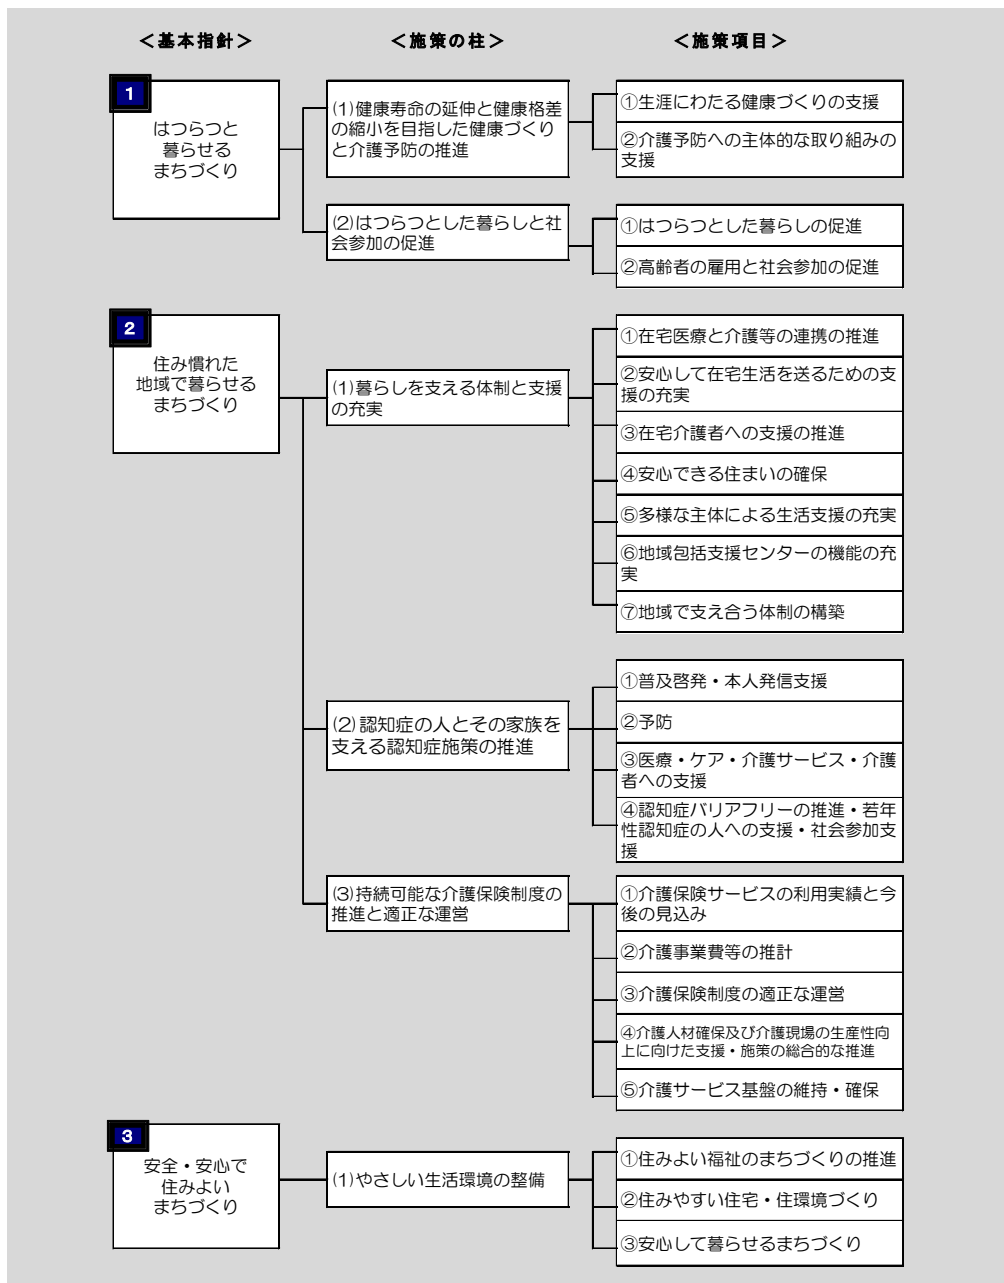 ＜基本指針＞ ＜施策の柱＞ ＜施策項目＞
1
はつらつと
暮らせる
まちづくり
(1)健康寿命の延伸と健康格差
の縮小を目指した健康づくり
と介護予防の推進
①生涯にわたる健康づくりの支援
②介護予防への主体的な取り組みの
支援
(2)はつらつとした暮らしと社
会参加の促進
①はつらつとした暮らしの促進
②高齢者の雇用と社会参加の促進
2
住み慣れた
地域で暮らせる
まちづくり
(1)暮らしを支える体制と支援
の充実
①在宅医療と介護等の連携の推進
②安心して在宅生活を送るための支
援の充実
③在宅介護者への支援の推進
④安心できる住まいの確保
⑤多様な主体による生活支援の充実
⑥地域包括支援センターの機能の充
実
⑦地域で支え合う体制の構築
(2)認知症の人とその家族を
支える認知症施策の推進
①普及啓発・本人発信支援
②予防
③医療・ケア・介護サービス・介護
者への支援
④認知症バリアフリーの推進・若年
性認知症の人への支援・社会参加支
援
(3)持続可能な介護保険制度の
推進と適正な運営
①介護保険サービスの利用実績と今
後の見込み
②介護事業費等の推計
③介護保険制度の適正な運営
④介護人材確保及び介護現場の生産性向
上に向けた支援・施策の総合的な推進
⑤介護サービス基盤の維持・確保
3
安全・安心で
住みよい
まちづくり
(1)やさしい生活環境の整備
①住みよい福祉のまちづくりの推進
②住みやすい住宅・住環境づくり
③安心して暮らせるまちづくり